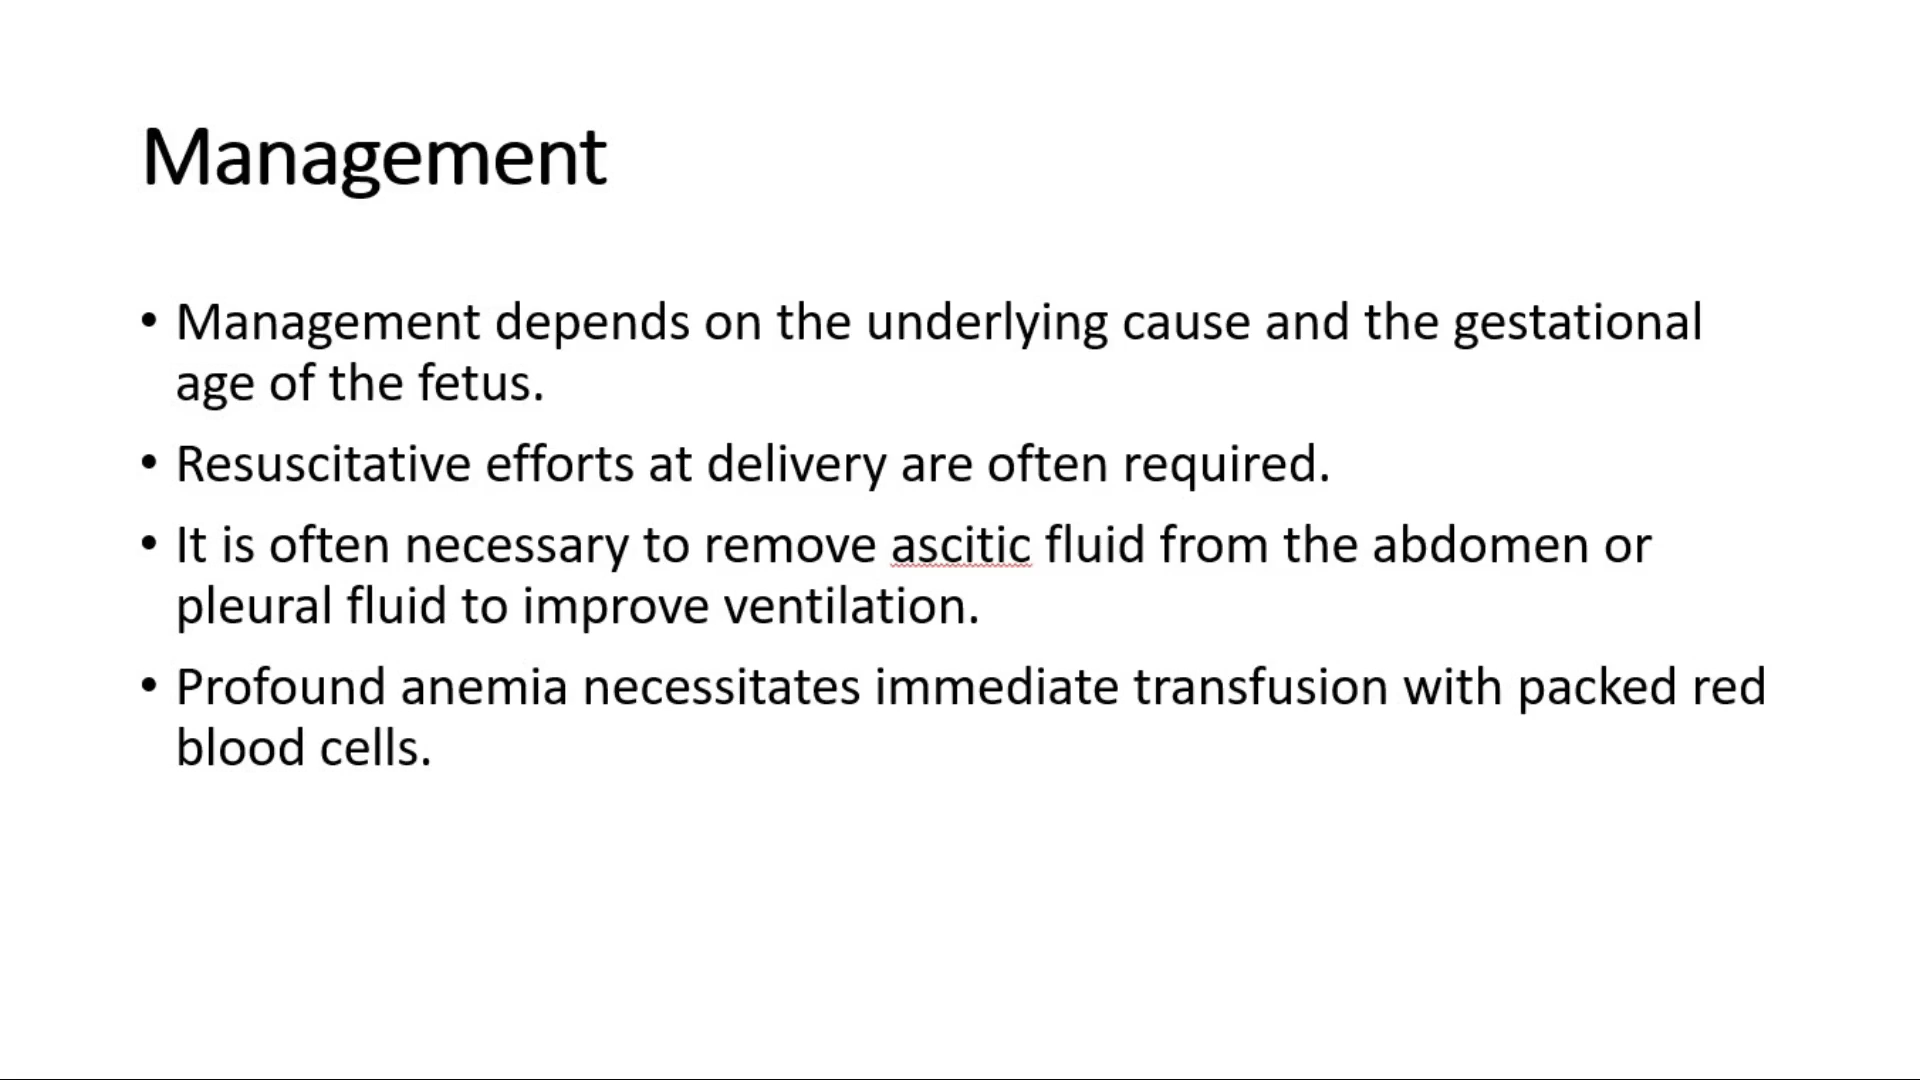 Management
• Management depends on the underlying cause and the gestational
age of the fetus.
• Resuscitative efforts at delivery are often required.
• It is often necessary to remove ascitic fluid from the abdomen or
pleural fluid to improve ventilation.
• Profound anemia necessitates immediate transfusion with packed red
blood cells.